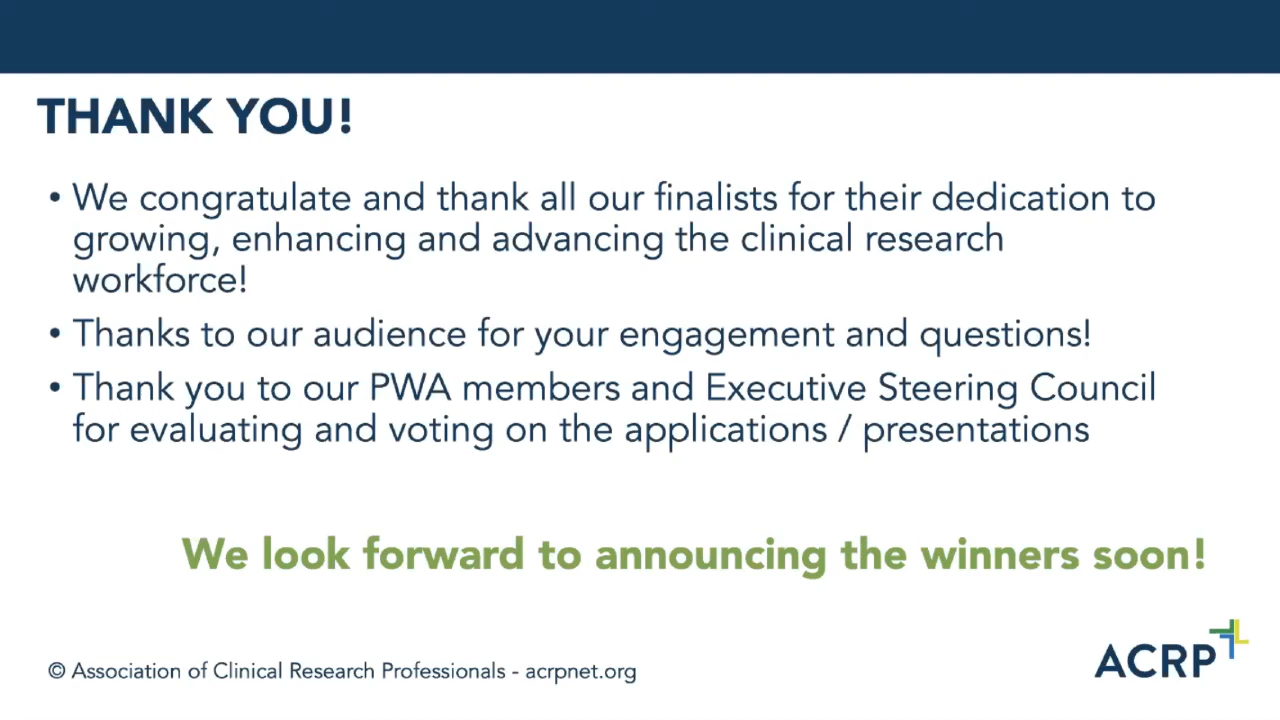 THANK YOU!
• We congratulate and thank all our finalists for their dedication to
growing, enhancing and advancing the clinical research
workforce!
• Thanks to our audience for your engagement and questions!
• Thank you to our PWA members and Executive Steering Council
for evaluating and voting on the applications / presentations
We look forward to announcing the winners soon!
© Association of Clinical Research Professionals - acrpnet.org
ACRP